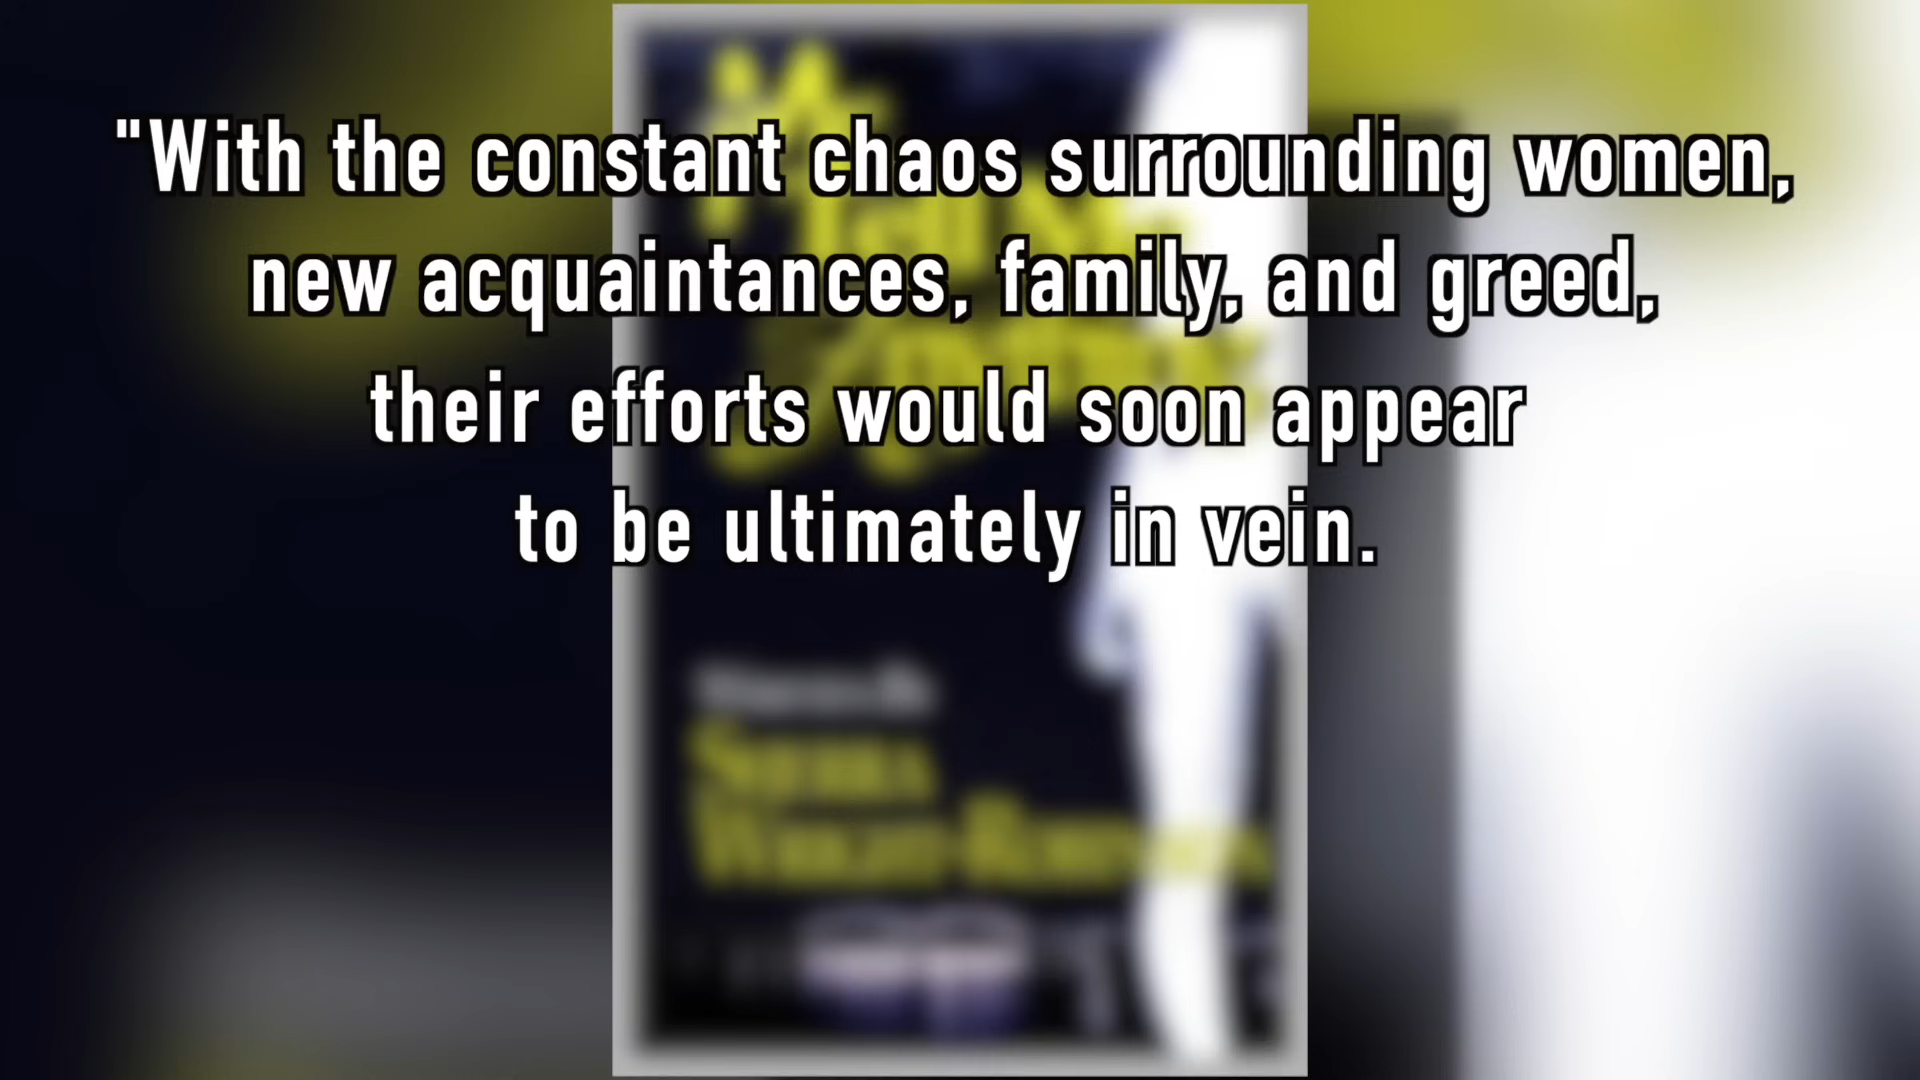 "With the constant chaos surrounding women,
new acquaintances, family, and greed,
their efforts would soon appear
to be ultimately in vein.